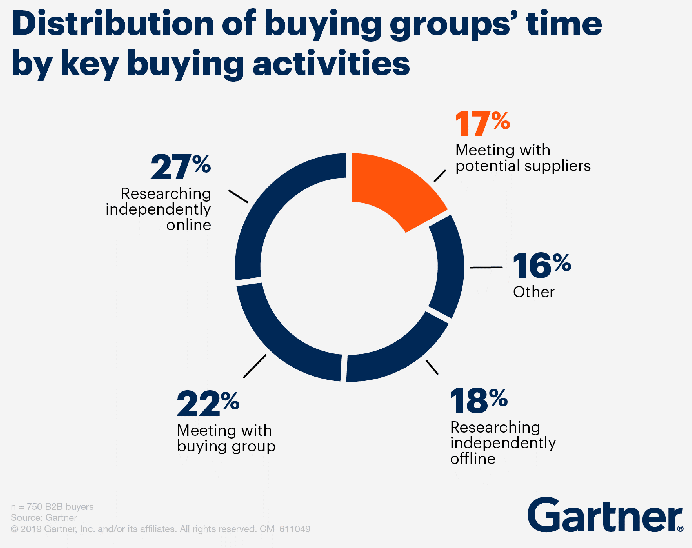 Distribution of buying groups’ time
by key buying activities
17%
Meeting with
potential suppliers
27%
Researching
independently
online
16%
Other
22%
Meeting with
buying group
18%
Researching
independently
offline
n = 750 B2B buyers
Source: Gartner
© 2019 Gartner, Inc. and/or its affiliates. All rights reserved. CM_611049
Gartner®